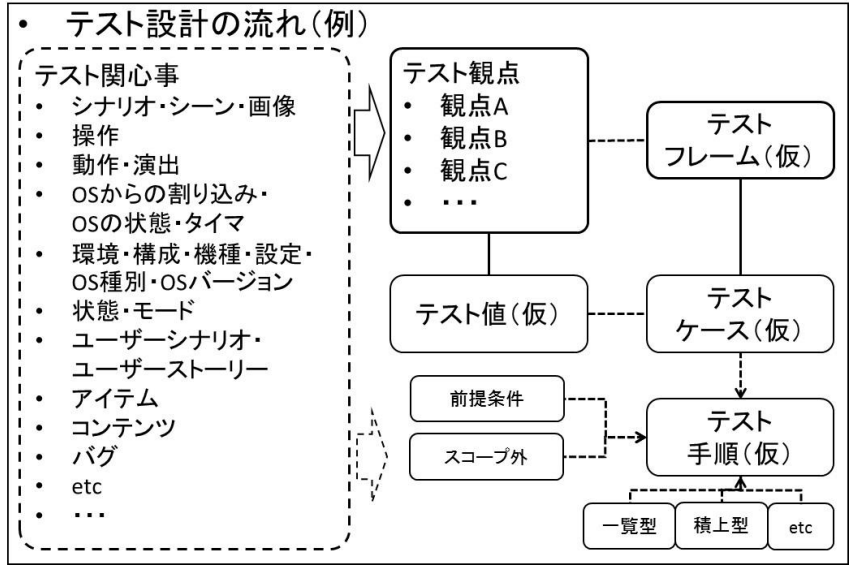 • テスト設計の流れ(例)
テスト関心事
• シナリオ・シーン・画像
• 操作
• 動作・演出
• OSからの割り込み・
OSの状態・タイマ
• 環境・構成・機種・設定・
OS種別・OSバージョン
• 状態・モード
• ユーザーシナリオ・
ユーザーストーリー
• アイテム
• コンテンツ
• バグ
• etc
• ・・・
テスト観点
• 観点A
• 観点B
• 観点C
• ・・・
テスト
フレーム(仮)
テスト値(仮)
テスト
ケース(仮)
前提条件
スコープ外
テスト
手順(仮)
一覧型
積上型
etc